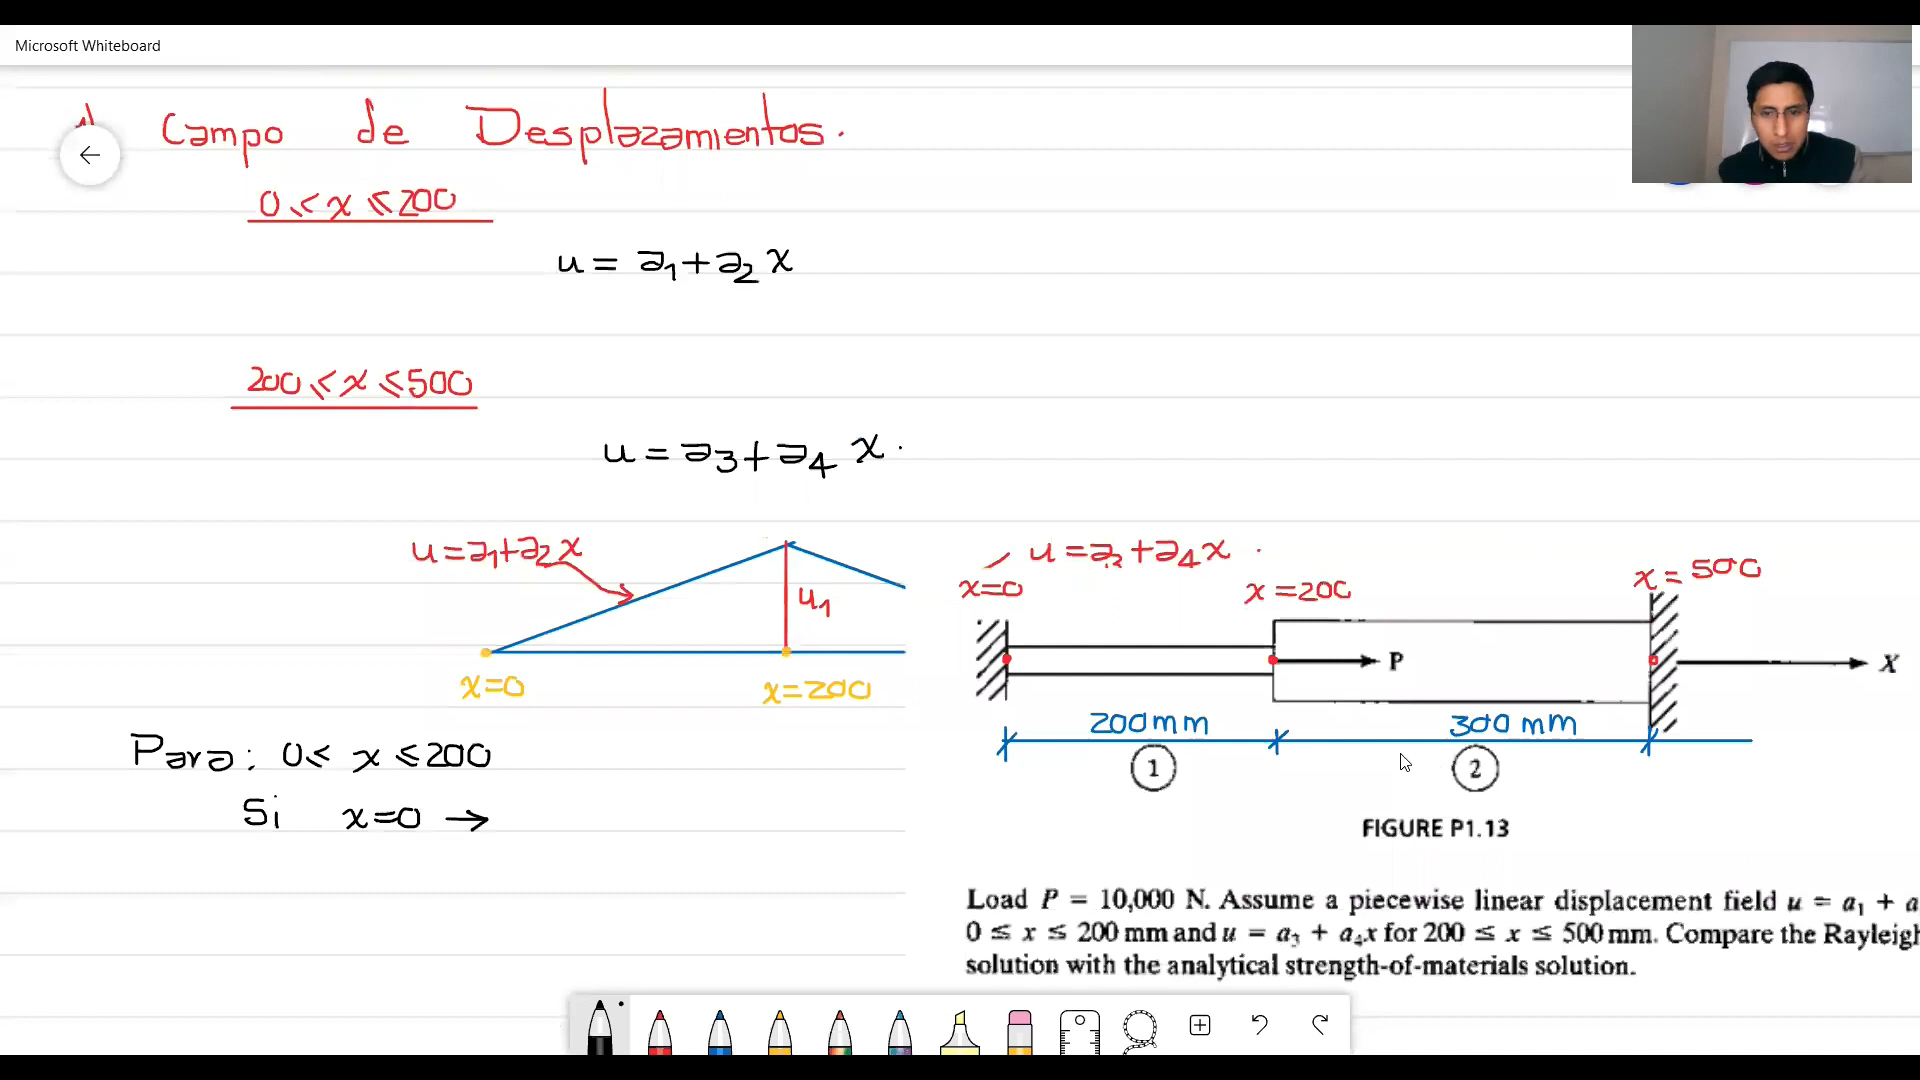 Microsoft Whiteboard
1) Campo de Desplazamientos.
0 ≤ x ≤ 200
u = a1 + a2 x
200 ≤ x ≤ 500
u = a3 + a4 x.
u = a1 + a2 x
u1
x=0
x=200
Para: 0 ≤ x ≤ 200
Si x=0 →
u = a3 + a4 x
x=0
x=200
x=500
P
X
200mm
300 mm
1
2
FIGURE P1.13
Load P = 10,000 N. Assume a piecewise linear displacement field u = a1 + a
0 ≤ x ≤ 200 mm and u = a3 + a4x for 200 ≤ x ≤ 500 mm. Compare the Rayleigh
solution with the analytical strength-of-materials solution.